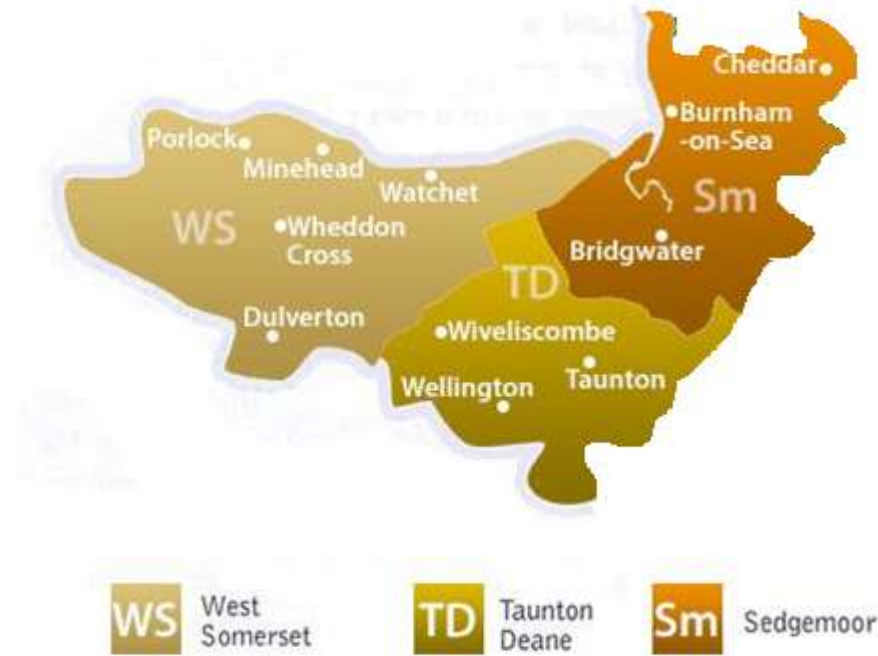 Cheddar
Burnham
-on-Sea
Porlock
Minehead
Watchet
WS
Wheddon
Cross
Sm
Bridgwater
TD
Dulverton
Wiveliscombe
Wellington
Taunton
WS
West
Somerset
TD
Taunton
Deane
Sm
Sedgemoor